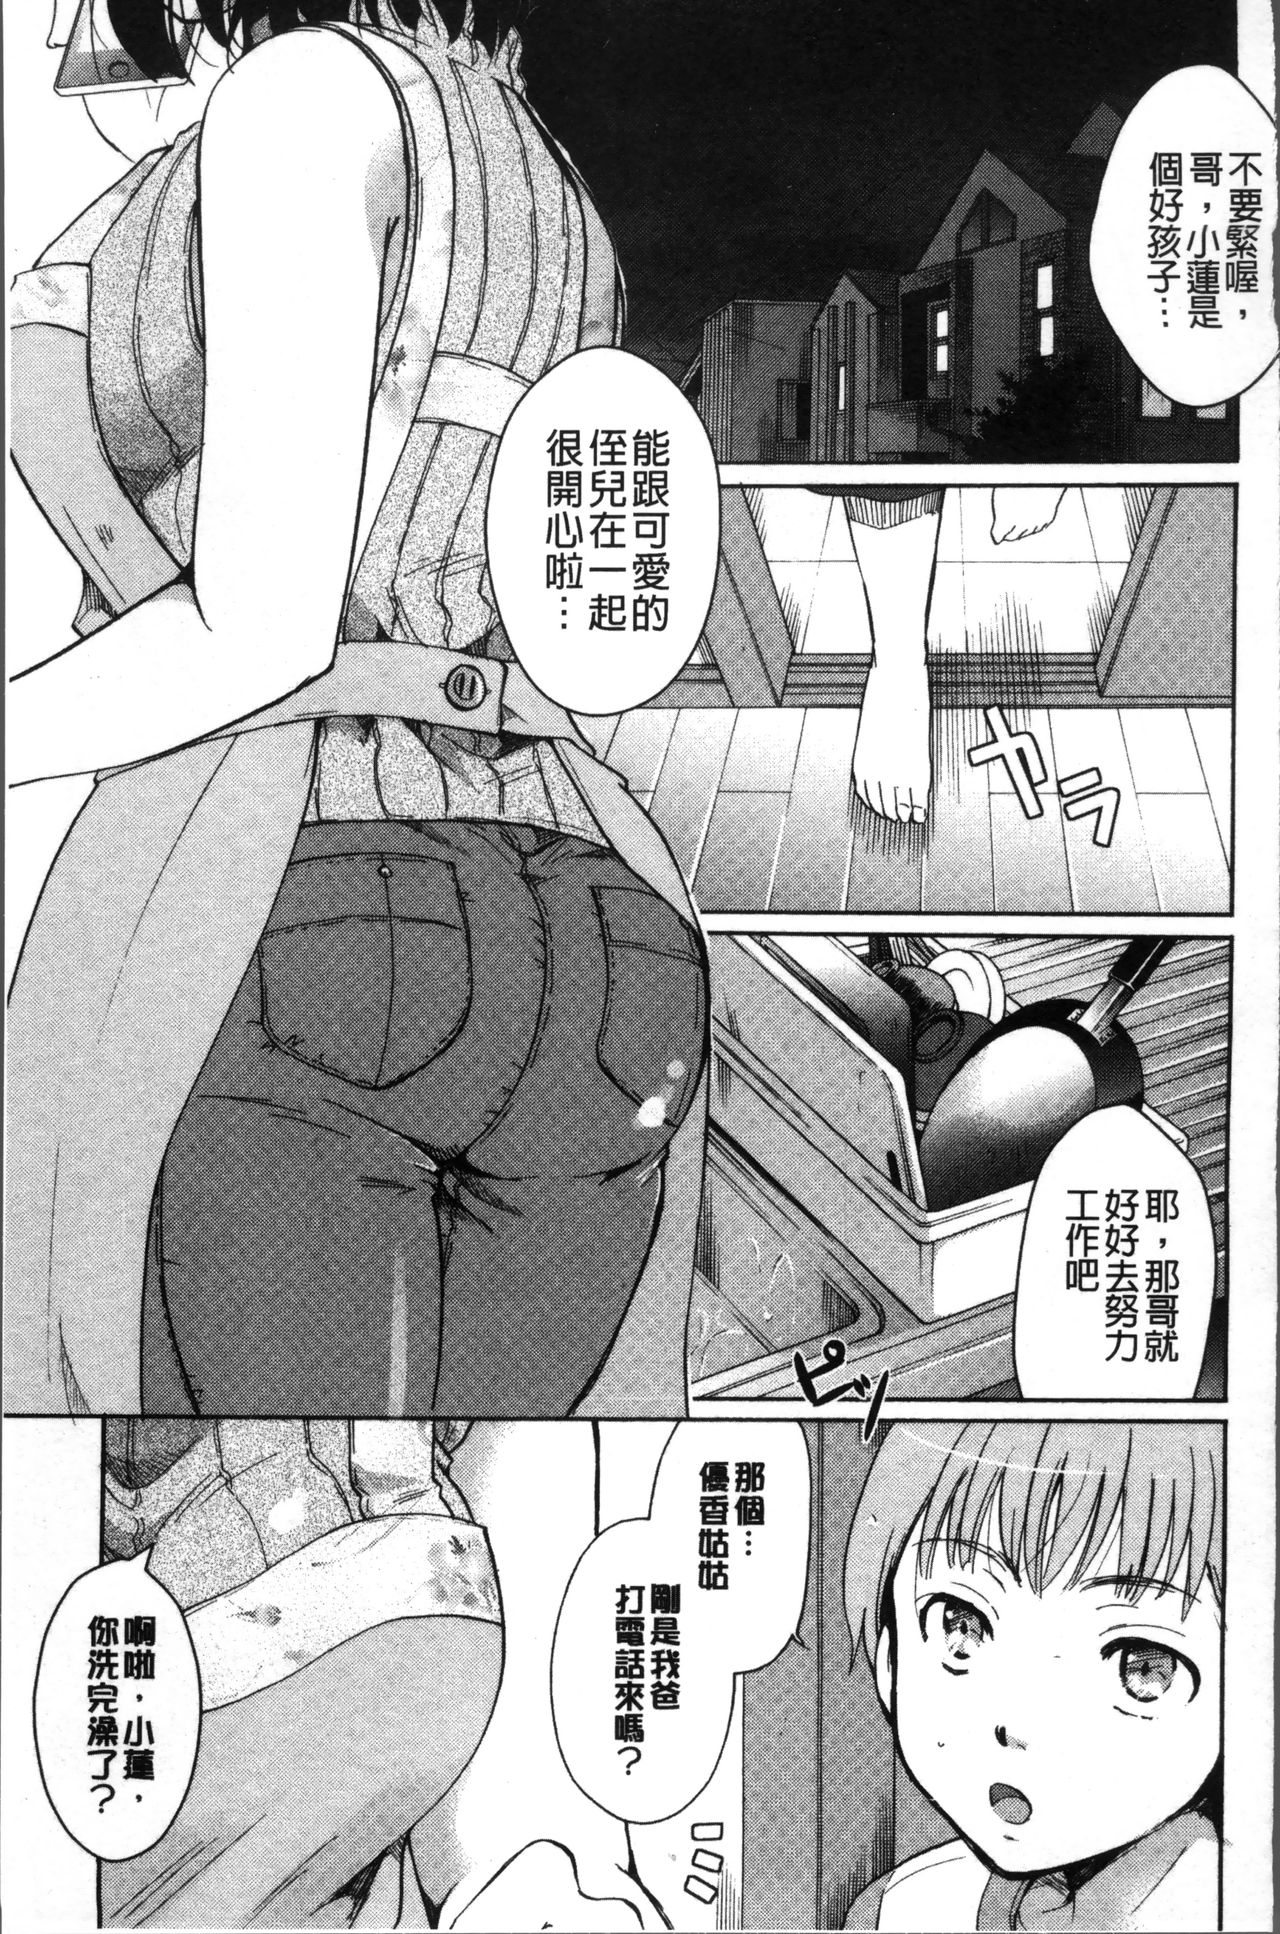 不要緊喔，
哥，小蓮是
個好孩子…
能跟可愛的
侄兒在一起
很開心啦…
ガラ
耶，那哥就
好好去努力
工作吧
ピッ
那個…
優香姑姑
剛是我爸
打電話來嗎？
啊啦，小蓮，
你洗完澡了？